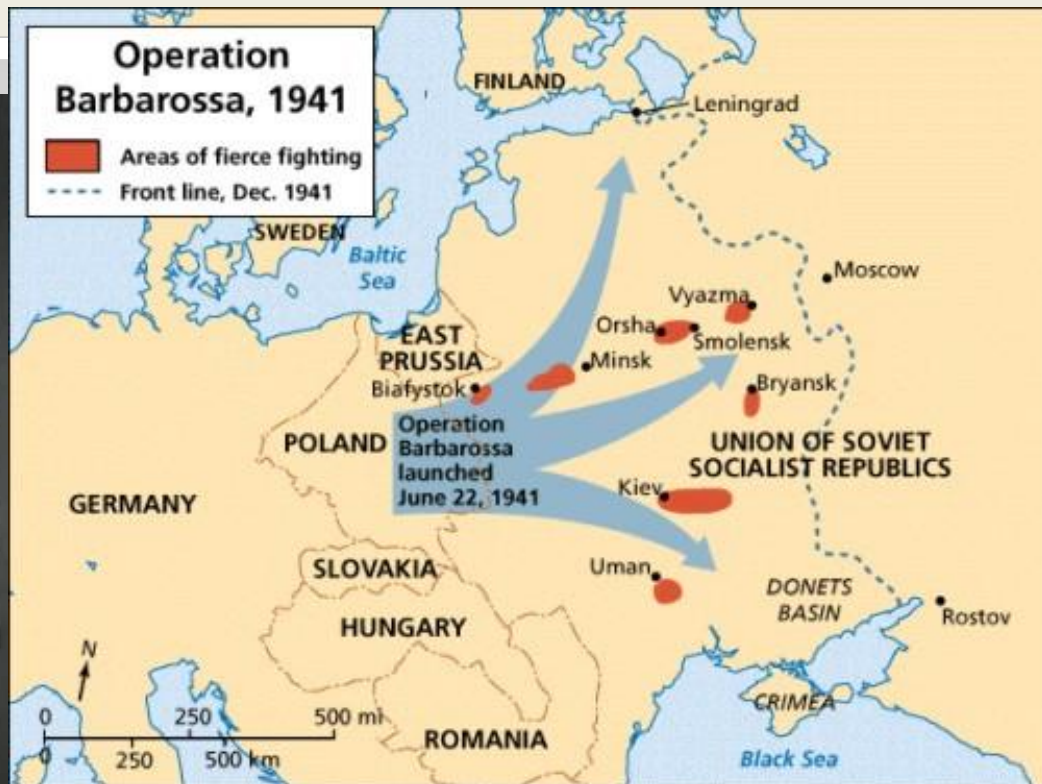 Operation
Barbarossa, 1941
Areas of fierce fighting
Front line, Dec. 1941
FINLAND
Leningrad
SWEDEN
Baltic
Sea
Moscow
Vyazma
Orsha
Smolensk
EAST
PRUSSIA
Minsk
Biafystok
Bryansk
POLAND
Operation
Barbarossa
launched
June 22, 1941
UNION OF SOVIET
SOCIALIST REPUBLICS
GERMANY
Kiev
SLOVAKIA
Uman
DONETS
BASIN
HUNGARY
Rostov
N
CRIMEA
0 250 500 mi
0 250 500 km
ROMANIA
Black Sea